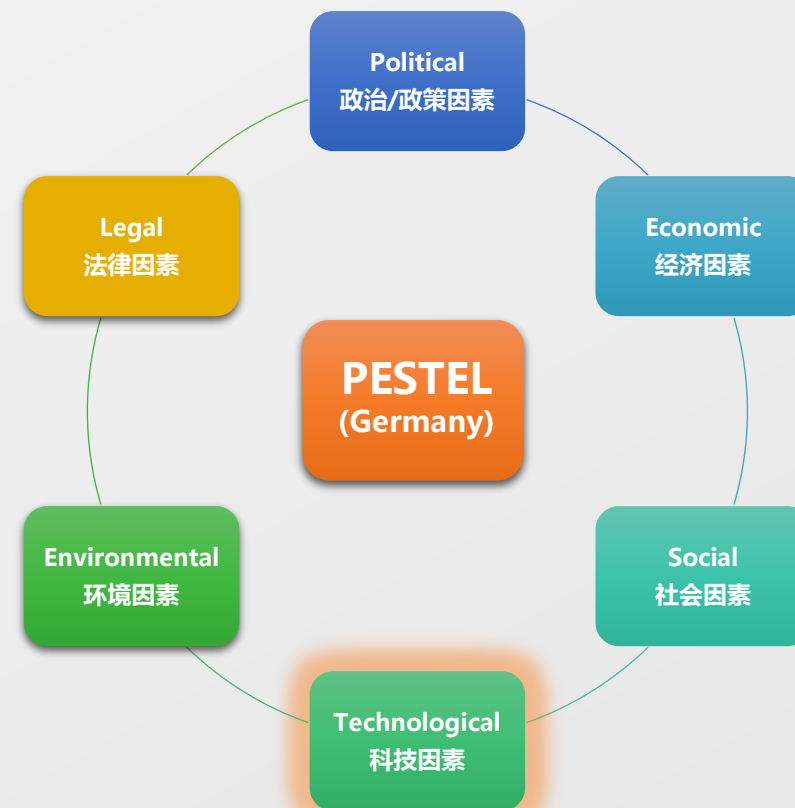 Political
政治/政策因素
Legal
法律因素
Economic
经济因素
PESTEL
(Germany)
Environmental
环境因素
Social
社会因素
Technological
科技因素